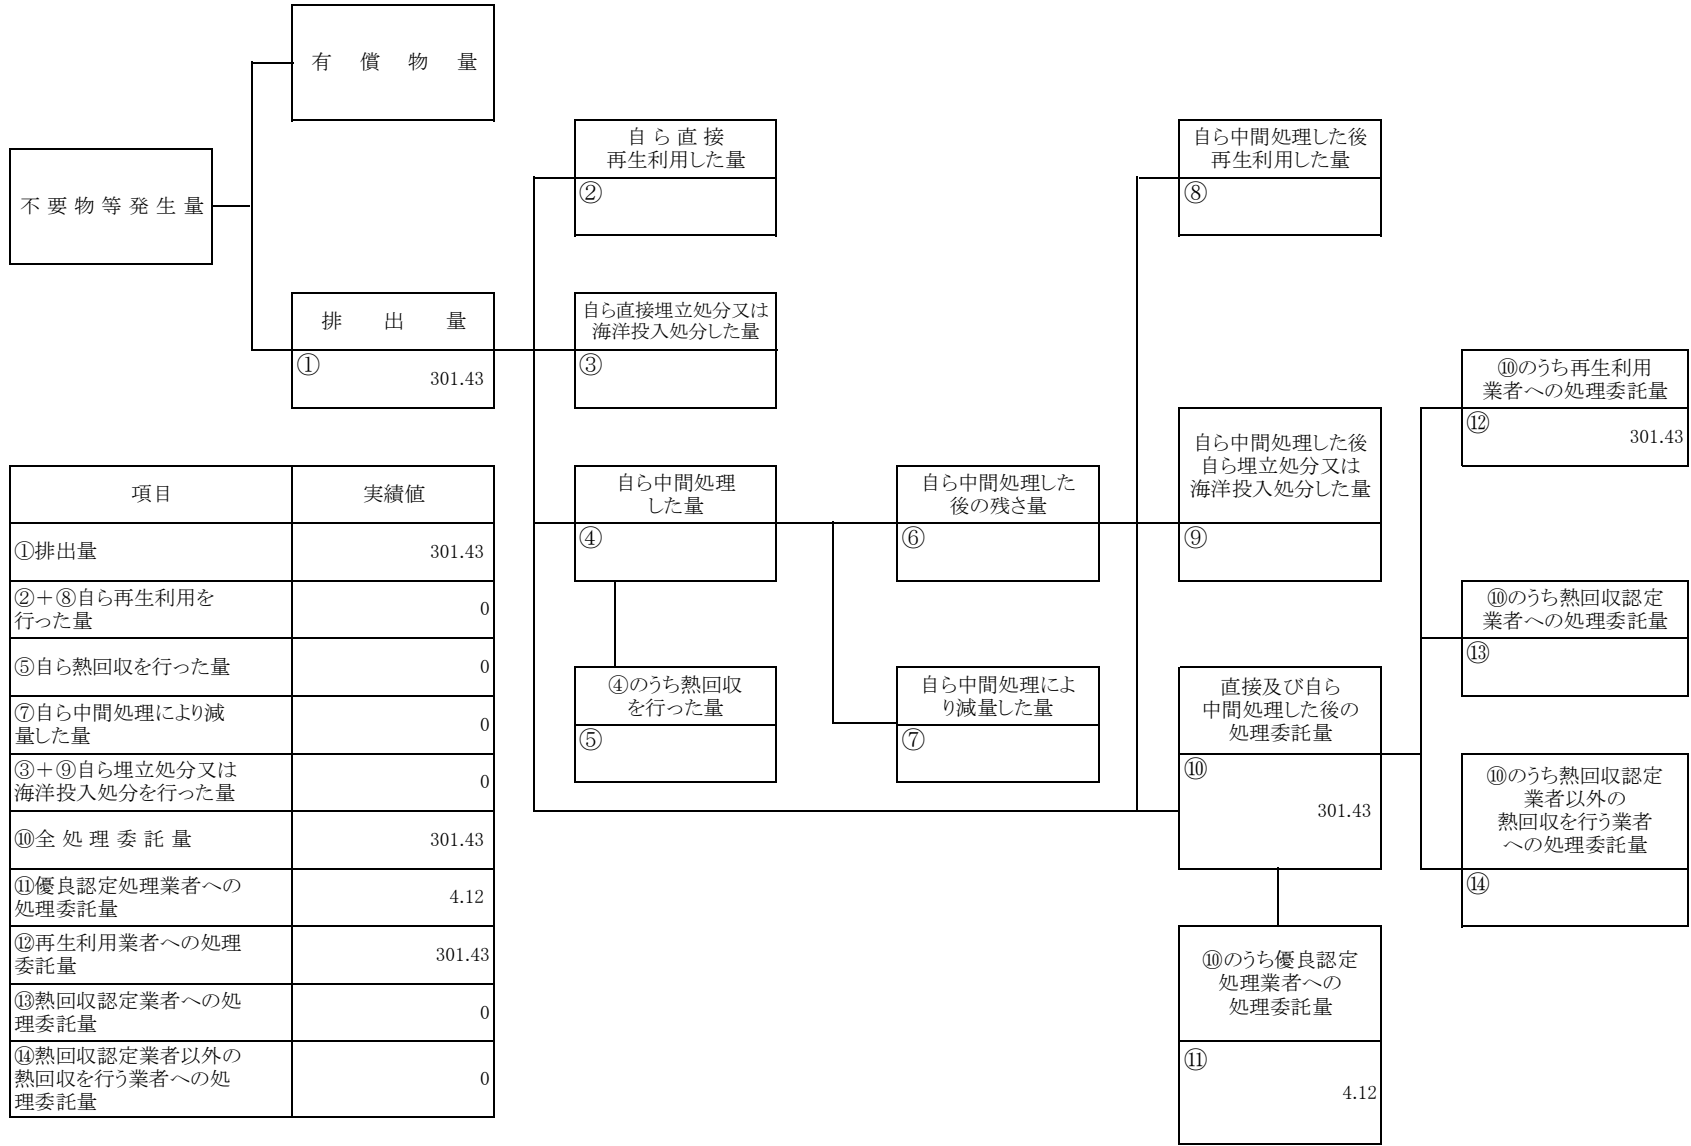 有償物量
不要物等発生量
排出量
①
301.43
自ら直接
再生利用した量
②
自ら直接埋立処分又は
海洋投入処分した量
③
自ら中間処理
した量
④
④のうち熱回収
を行った量
⑤
自ら中間処理した
後の残さ量
⑥
自ら中間処理によ
り減量した量
⑦
自ら中間処理した後
再生利用した量
⑧
自ら中間処理した後
自ら埋立処分又は
海洋投入処分した量
⑨
直接及び自ら
中間処理した後の
処理委託量
⑩
301.43
⑩のうち優良認定
処理業者への
処理委託量
⑪
4.12
⑩のうち再生利用
業者への処理委託量
⑫
301.43
⑩のうち熱回収認定
業者への処理委託量
⑬
⑩のうち熱回収認定
業者以外の
熱回収を行う業者
への処理委託量
⑭
項目 実績値
①排出量 301.43
②＋⑧自ら再生利用を
行った量 0
⑤自ら熱回収を行った量 0
⑦自ら中間処理により減
量した量 0
③＋⑨自ら埋立処分又は
海洋投入処分を行った量 0
⑩全処理委託量 301.43
⑪優良認定処理業者への
処理委託量 4.12
⑫再生利用業者への処理
委託量 301.43
⑬熱回収認定業者への処
理委託量 0
⑭熱回収認定業者以外の
熱回収を行う業者への処
理委託量 0